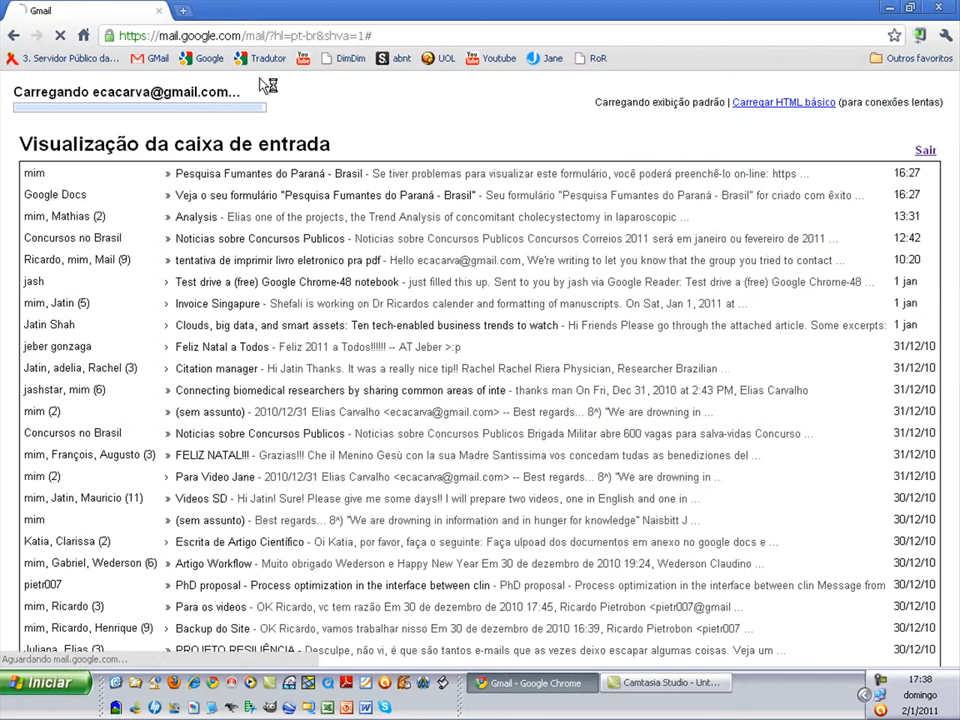 Gmail
https://mail.google.com/mail/?hl=pt-br&shva=1#
3. Servidor Público da... GMail Google Tradutor DimDim abnt UOL Youtube Jane RoR Outros favoritos
Carregando ecacarva@gmail.com...
Carregando exibição padrão | Carregar HTML básico (para conexões lentas)
Visualização da caixa de entrada
Sair
mim » Pesquisa Fumantes do Paraná - Brasil - Se tiver problemas para visualizar este formulário, você poderá preenchê-lo on-line: https ... 16:27
Google Docs » Veja o seu formulário "Pesquisa Fumantes do Paraná - Brasil" - Seu formulário "Pesquisa Fumantes do Paraná - Brasil" for criado com êxito ... 16:27
mim, Mathias (2) » Analysis - Elias one of the projects, the Trend Analysis of concomitant cholecystectomy in laparoscopic ... 13:31
Concursos no Brasil » Noticias sobre Concursos Publicos - Noticias sobre Concursos Publicos Concursos Correios 2011 será em janeiro ou fevereiro de 2011 ... 12:42
Ricardo, mim, Mail (9) » tentativa de imprimir livro eletronico pra pdf - Hello ecacarva@gmail.com, We're writing to let you know that the group you tried to contact ... 10:20
jash › Test drive a (free) Google Chrome-48 notebook - just filled this up. Sent to you by jash via Google Reader: Test drive a (free) Google Chrome-48 ... 1 jan
mim, Jatin (5) › Invoice Singapure - Shefali is working on Dr Ricardos calender and formatting of manuscripts. On Sat, Jan 1, 2011 at ... 1 jan
Jatin Shah › Clouds, big data, and smart assets: Ten tech-enabled business trends to watch - Hi Friends Please go through the attached article. Some excerpts: 1 jan
jeber gonzaga › Feliz Natal a Todos - Feliz 2011 a Todos!!!!!! -- AT Jeber >:p 31/12/10
Jatin, adelia, Rachel (3) › Citation manager - Hi Jatin Thanks. It was a really nice tip!! Rachel Rachel Riera Physician, Researcher Brazilian ... 31/12/10
jashstar, mim (6) » Connecting biomedical researchers by sharing common areas of inte - thanks man On Fri, Dec 31, 2010 at 2:43 PM, Elias Carvalho 31/12/10
mim (2) » (sem assunto) - 2010/12/31 Elias Carvalho <ecacarva@gmail.com> -- Best regards... 8^) "We are drowning in ... 31/12/10
Concursos no Brasil » Noticias sobre Concursos Publicos - Noticias sobre Concursos Publicos Brigada Militar abre 600 vagas para salva-vidas Concurso ... 31/12/10
mim, François, Augusto (3) » FELIZ NATAL!!! - Grazie!!! Che il Menino Gesù con la sua Madre Santissima vos concedam tudas as benediziones del ... 31/12/10
mim (2) » Para Video Jane - 2010/12/31 Elias Carvalho <ecacarva@gmail.com> -- Best regards... 8^) "We are drowning in ... 31/12/10
mim, Jatin, Mauricio (11) » Videos SD - Hi Jatin! Sure! Please give me some days!! I will prepare two videos, one in English and one in ... 30/12/10
mim » (sem assunto) - Best regards... 8^) "We are drowning in information and in hunger for knowledge" Naisbitt J ... 30/12/10
Katia, Clarissa (2) › Escrita de Artigo Científico - Oi Katia, por favor, faça o seguinte: Faça ulpoad dos documentos em anexo no google docs e ... 30/12/10
mim, Gabriel, Wederson (6) » Artigo Workflow - Muito obrigado Wederson e Happy New Year Em 30 de dezembro de 2010 19:24, Wederson Claudino ... 30/12/10
pietr007 » PhD proposal - Process optimization in the interface between clin - PhD proposal - Process optimization in the interface between clin Message from 30/12/10
mim, Ricardo (3) » Para os videos - OK Ricardo, vc tem razão Em 30 de dezembro de 2010 17:45, Ricardo Pietrobon <pietr007@gmail ... 30/12/10
mim, Ricardo, Henrique (9) › Backup do Site - OK Ricardo, vamos trabalhar nisso Em 30 de dezembro de 2010 16:39, Ricardo Pietrobon <pietr007 ... 30/12/10
Juliana, Elias (3) › PROJETO RESILIÊNCIA - Desculpe, não vi, é que são tantos e-mails que as vezes deixo escapar algumas coisas. Veja um ... 30/12/10
Aguardando mail.google.com...
Iniciar Gmail - Google Chrome Camtasia Studio - Unt... 17:38
domingo
2/1/2011